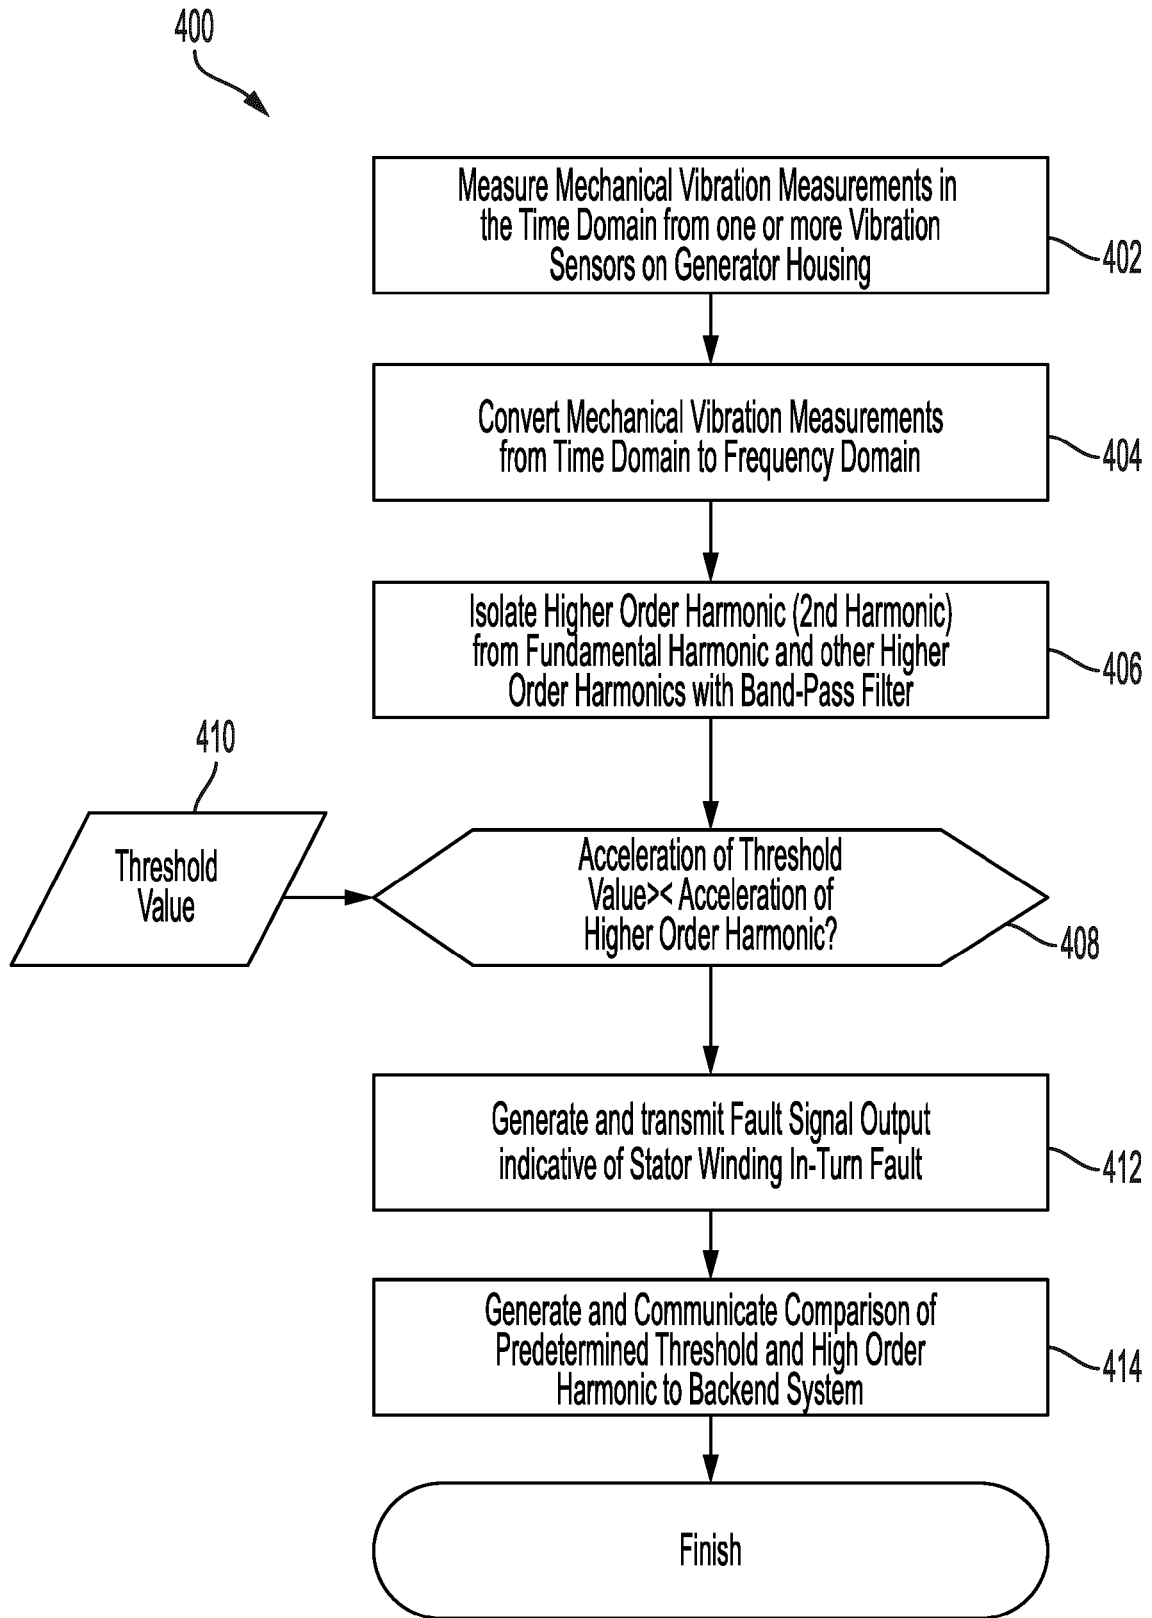 400
Measure Mechanical Vibration Measurements in
the Time Domain from one or more Vibration
Sensors on Generator Housing
402
Convert Mechanical Vibration Measurements
from Time Domain to Frequency Domain
404
Isolate Higher Order Harmonic (2nd Harmonic)
from Fundamental Harmonic and other Higher
Order Harmonics with Band-Pass Filter
406
410
Threshold
Value
Acceleration of Threshold
Value>< Acceleration of
Higher Order Harmonic?
408
Generate and transmit Fault Signal Output
indicative of Stator Winding In-Turn Fault
412
Generate and Communicate Comparison of
Predetermined Threshold and High Order
Harmonic to Backend System
414
Finish